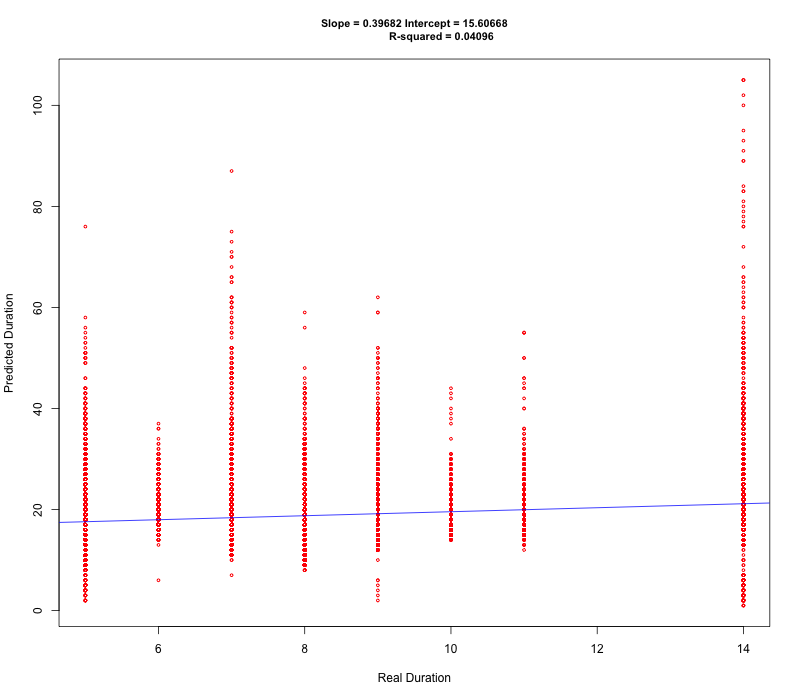 Slope = 0.39682 Intercept = 15.60668
R-squared = 0.04096
Predicted Duration
100
80
60
40
20
0
6
8
10
12
14
Real Duration